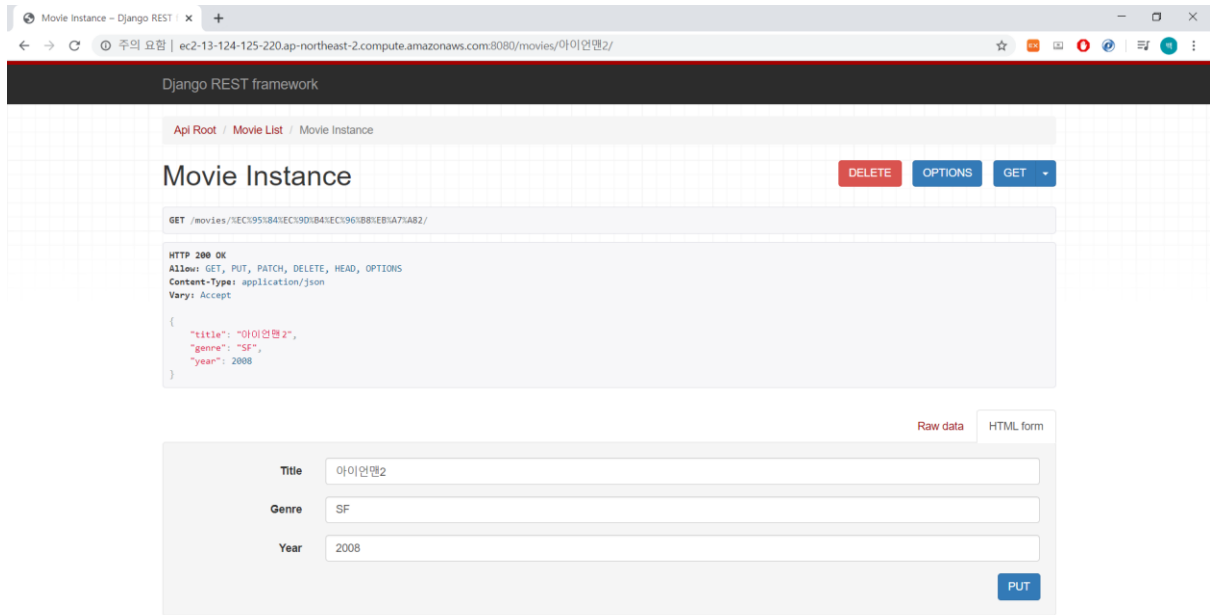 Movie Instance – Django REST
주의 요함 | ec2-13-124-125-220.ap-northeast-2.compute.amazonaws.com:8080/movies/아이언맨2/
Django REST framework
Api Root / Movie List / Movie Instance
Movie Instance
DELETE OPTIONS GET
GET /movies/%EC%95%84%EC%9D%B4%EC%96%B8%EB%A7%A82/
HTTP 200 OK
Allow: GET, PUT, PATCH, DELETE, HEAD, OPTIONS
Content-Type: application/json
Vary: Accept
{
"title": "아이언맨2",
"genre": "SF",
"year": 2008
}
Raw data HTML form
Title 아이언맨2
Genre SF
Year 2008
PUT